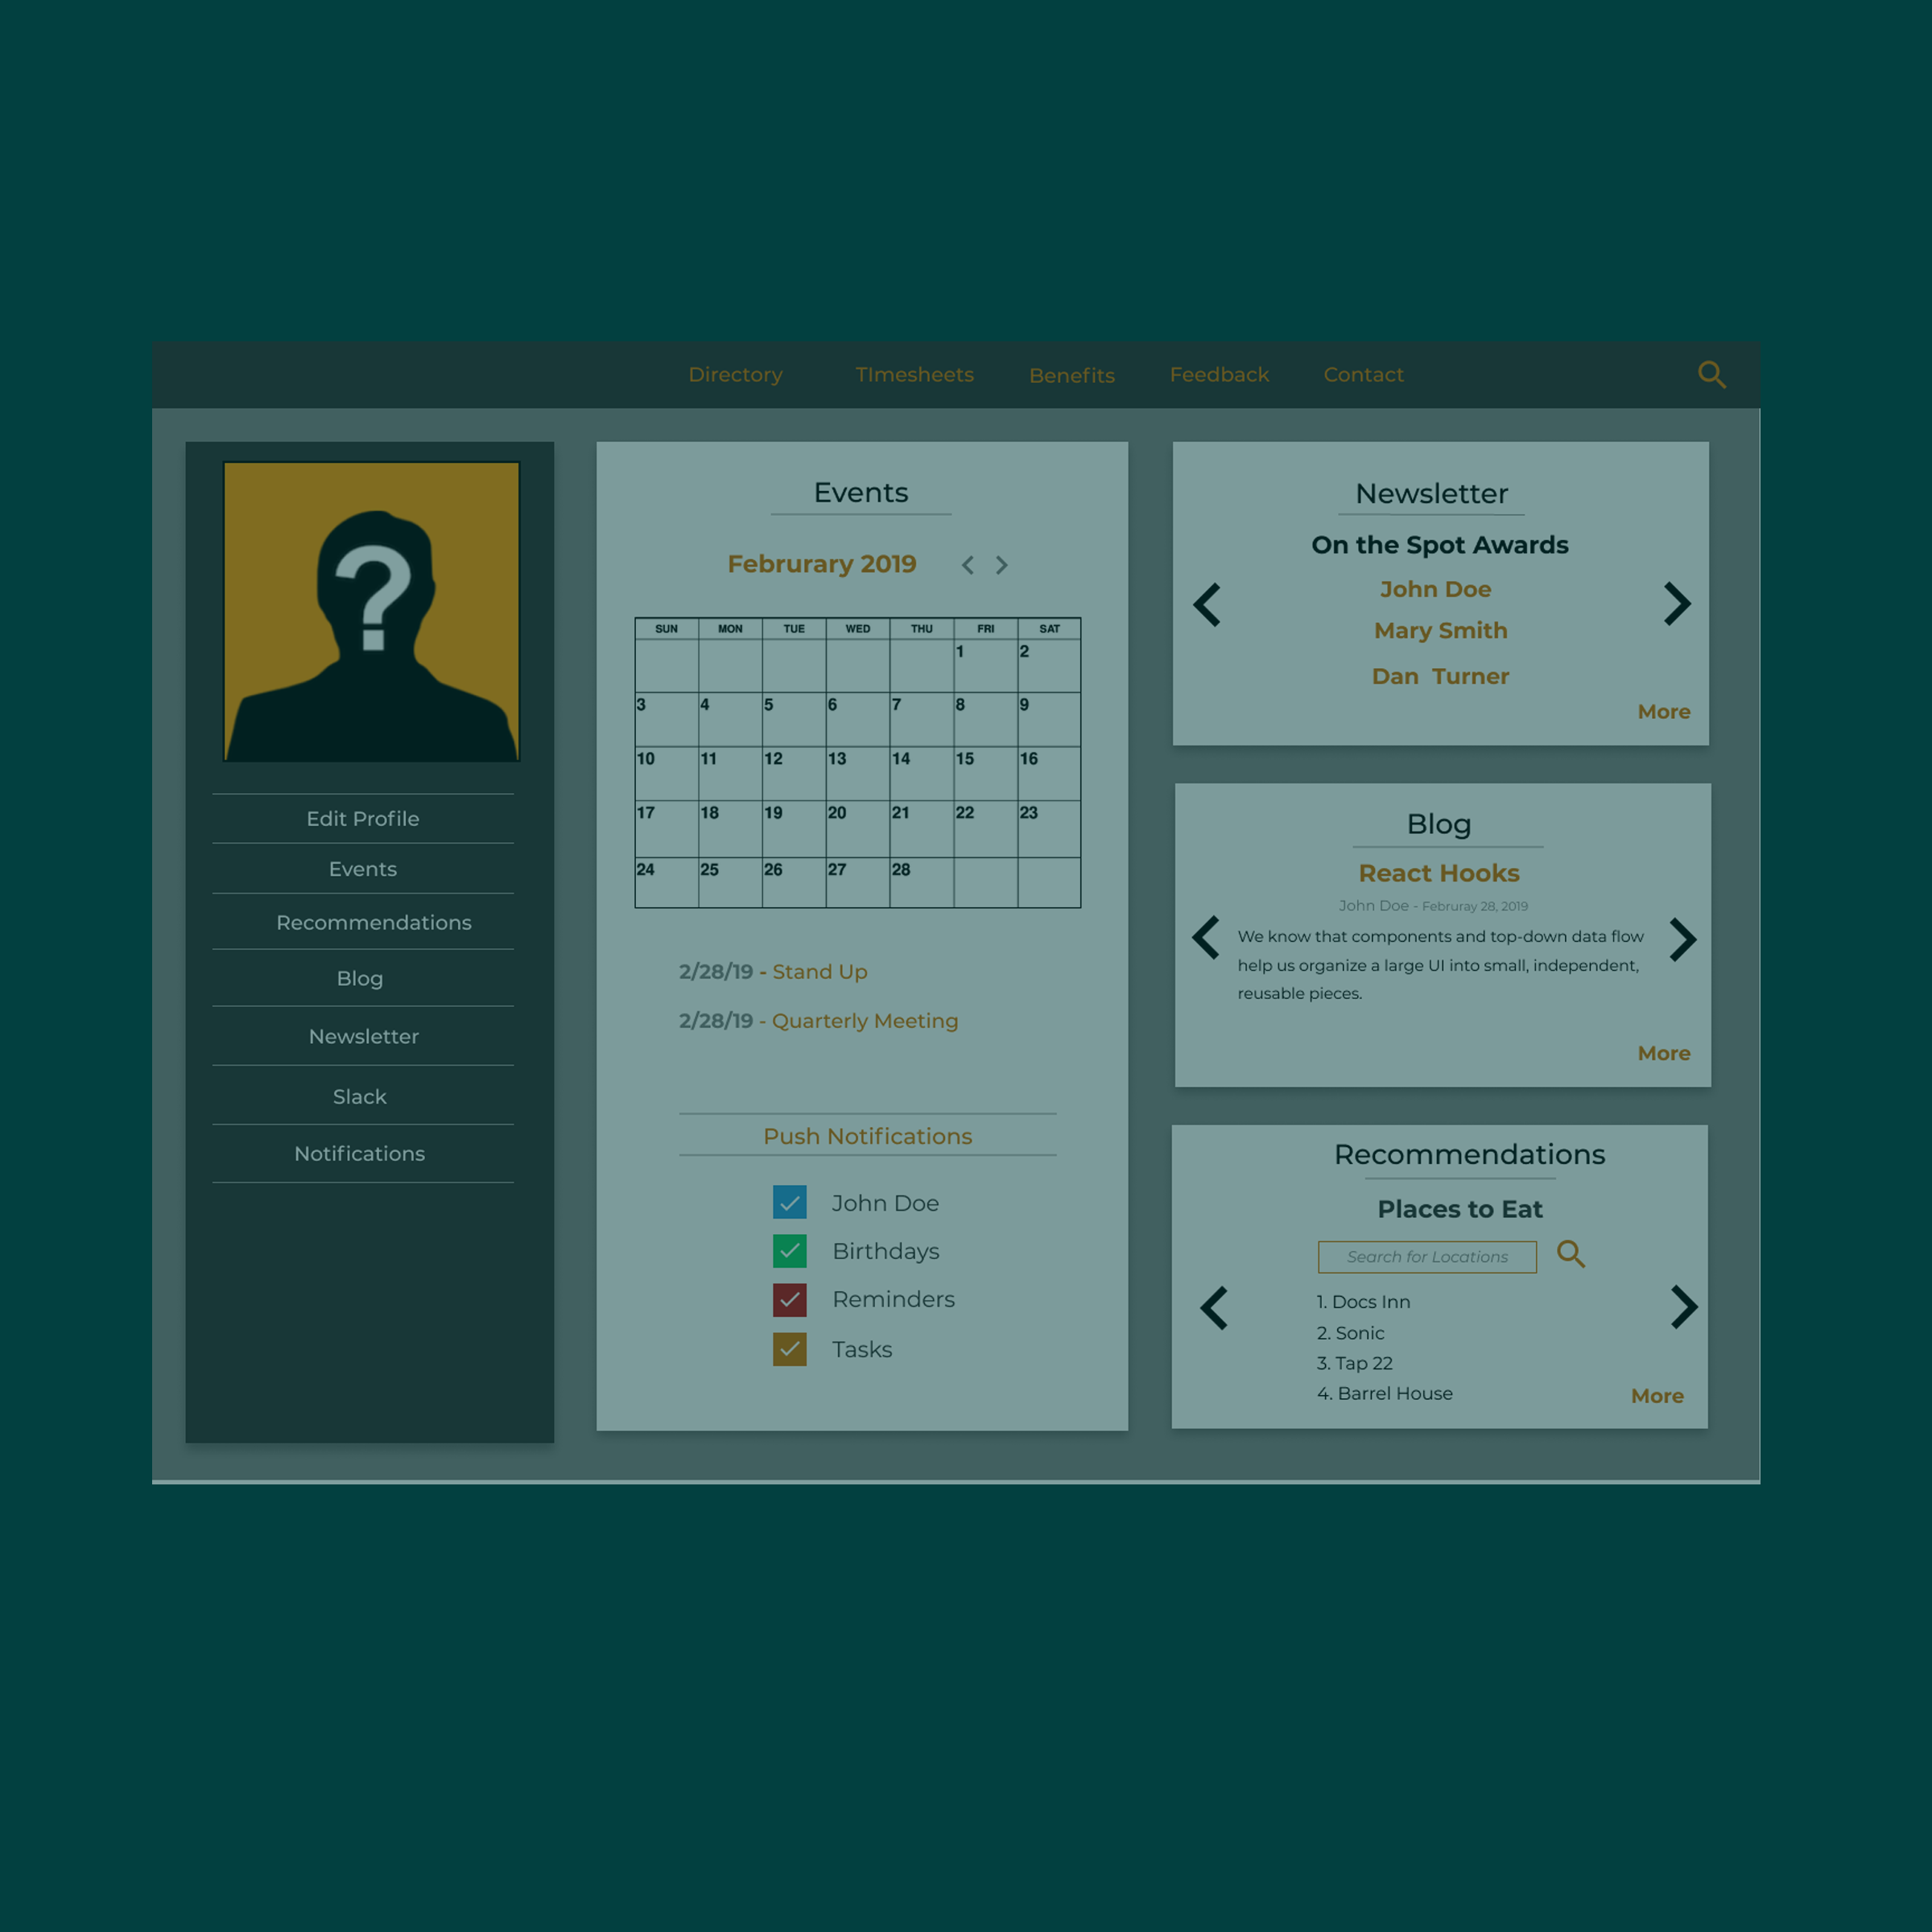 Directory TImesheets Benefits Feedback Contact
?
Edit Profile
Events
Recommendations
Blog
Newsletter
Slack
Notifications
Events
Februrary 2019
SUN MON TUE WED THU FRI SAT
1 2
3 4 5 6 7 8 9
10 11 12 13 14 15 16
17 18 19 20 21 22 23
24 25 26 27 28
2/28/19 - Stand Up
2/28/19 - Quarterly Meeting
Push Notifications
John Doe
Birthdays
Reminders
Tasks
Newsletter
On the Spot Awards
John Doe
Mary Smith
Dan Turner
More
Blog
React Hooks
John Doe - Februray 28, 2019
We know that components and top-down data flow
help us organize a large UI into small, independent,
reusable pieces.
More
Recommendations
Places to Eat
Search for Locations
1. Docs Inn
2. Sonic
3. Tap 22
4. Barrel House
More